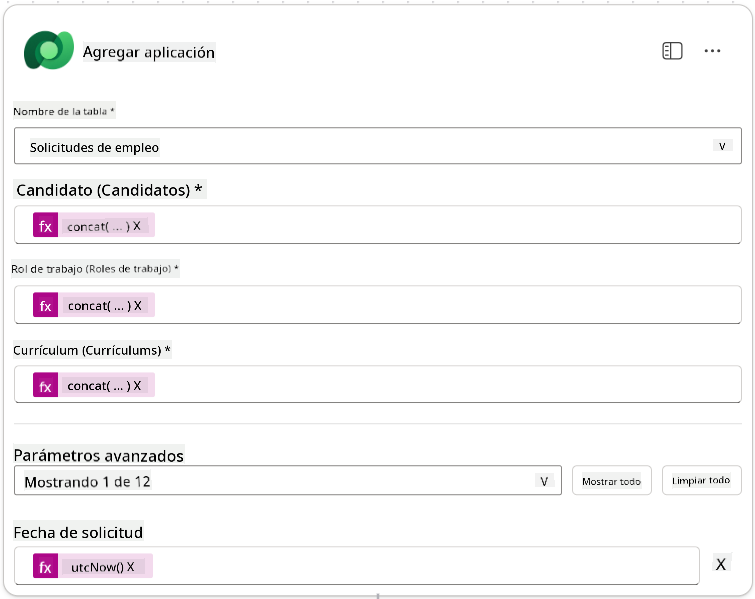 Agregar aplicación
Nombre de la tabla *
Solicitudes de empleo
Candidato (Candidatos) *
fx concat( ... ) X
Rol de trabajo (Roles de trabajo) *
fx concat( ... ) X
Currículum (Currículums) *
fx concat( ... ) X
Parámetros avanzados
Mostrando 1 de 12
Mostrar todo
Limpiar todo
Fecha de solicitud
fx utcNow() X
X